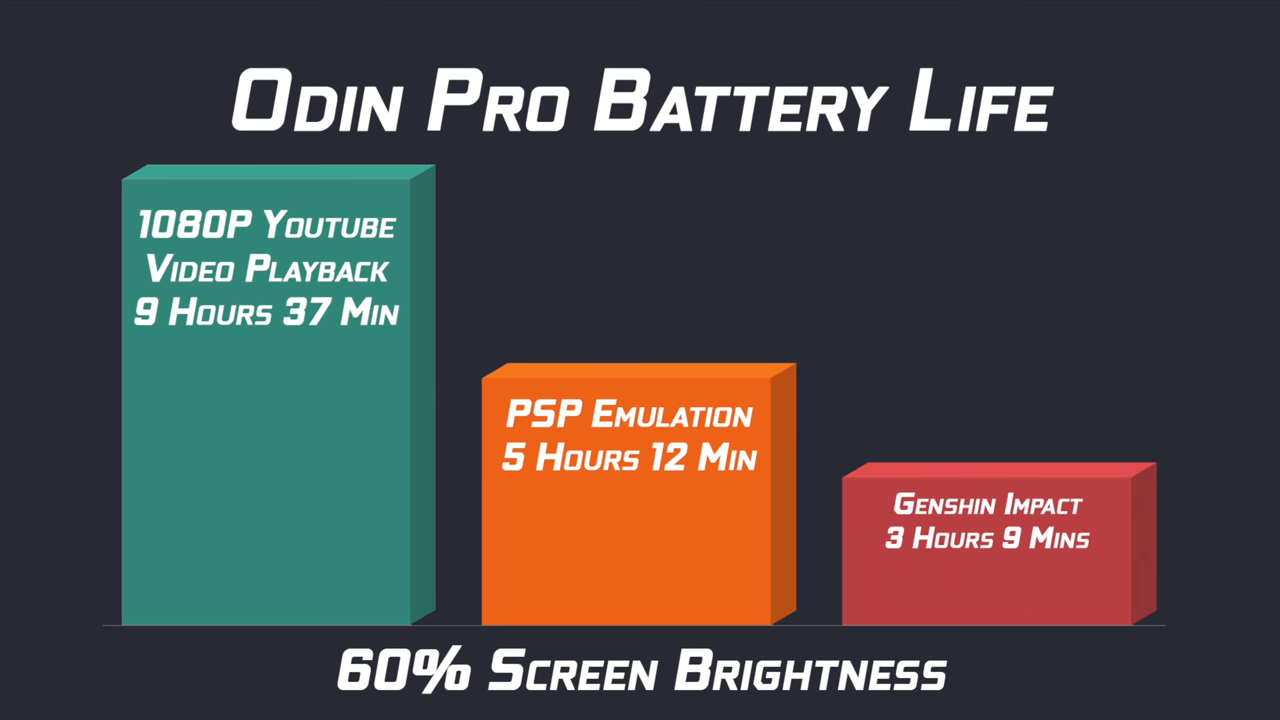 Odin Pro Battery Life
1080P Youtube
Video Playback
9 Hours 37 Min
PSP Emulation
5 Hours 12 Min
Genshin Impact
3 Hours 9 Mins
60% Screen Brightness